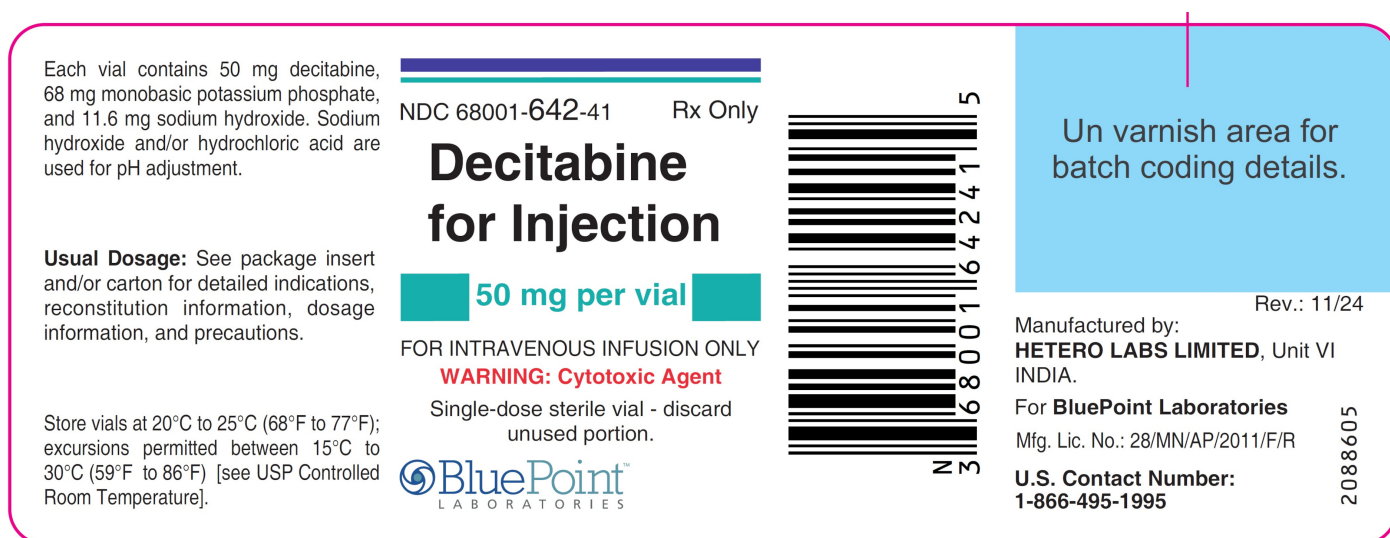 Each vial contains 50 mg decitabine,
68 mg monobasic potassium phosphate,
and 11.6 mg sodium hydroxide. Sodium
hydroxide and/or hydrochloric acid are
used for pH adjustment.
Usual Dosage: See package insert
and/or carton for detailed indications,
reconstitution information, dosage
information, and precautions.
Store vials at 20°C to 25°C (68°F to 77°F);
excursions permitted between 15°C to
30°C (59°F to 86°F) [see USP Controlled
Room Temperature].
NDC 68001-642-41 Rx Only
Decitabine
for Injection
50 mg per vial
FOR INTRAVENOUS INFUSION ONLY
WARNING: Cytotoxic Agent
Single-dose sterile vial - discard
unused portion.
BluePoint™
LABORATORIES
N 3 68001 64241 5
Un varnish area for
batch coding details.
Rev.: 11/24
Manufactured by:
HETERO LABS LIMITED, Unit VI
INDIA.
For BluePoint Laboratories
Mfg. Lic. No.: 28/MN/AP/2011/F/R
U.S. Contact Number:
1-866-495-1995
2088605